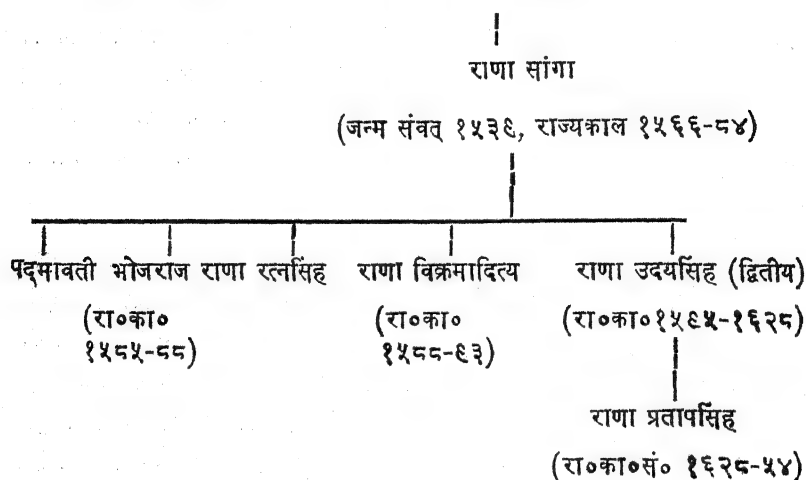 राणा सांगा
(जन्म संवत् १५३९, राज्यकाल १५६६-८४)
पद्मावती भोजराज राणा रत्नसिंह राणा विक्रमादित्य राणा उदयसिंह (द्वितीय)
(रा०का० (रा०का० (रा०का०१५९५-१६२८)
१५८५-८८) १५८८-९३)
राणा प्रतापसिंह
(रा०का०सं० १६२८-५४)